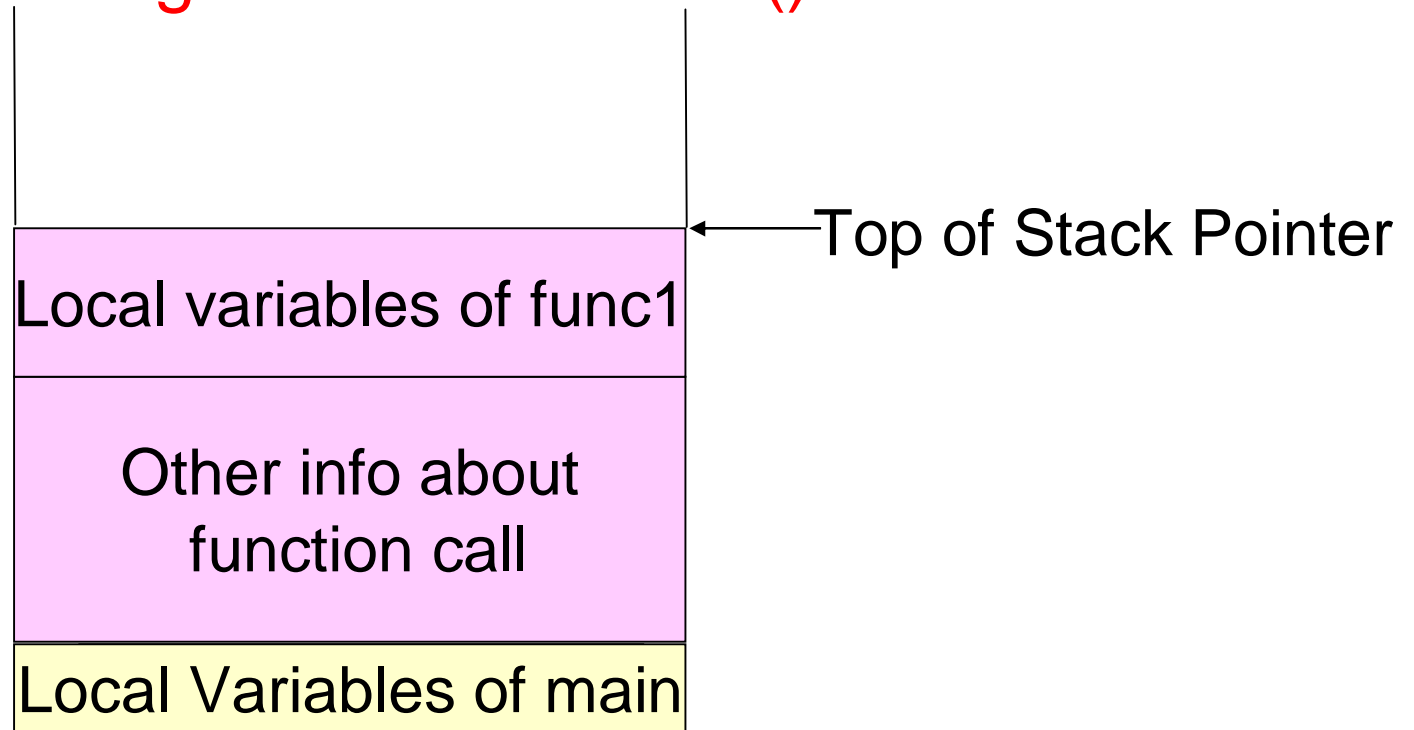 ()
Top of Stack Pointer
Local variables of func1
Other info about
function call
Local Variables of main